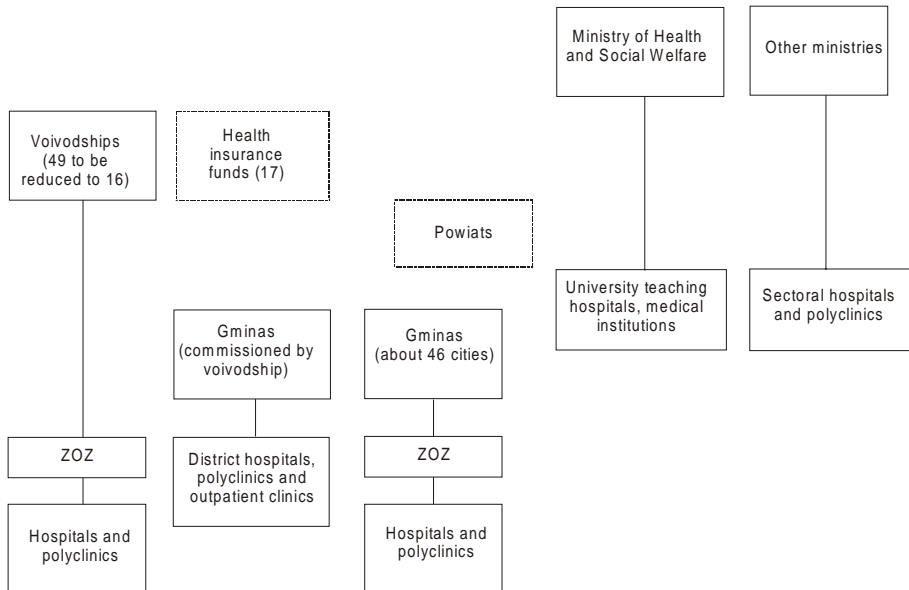 Ministry of Health
and Social Welfare
Other ministries
Voivodships
(49 to be
reduced to 16)
Health
insurance
funds (17)
Powiats
University teaching
hospitals, medical
institutions
Sectoral hospitals
and polyclinics
Gminas
(commissioned by
voivodship)
Gminas
(about 46 cities)
ZOZ
District hospitals,
polyclinics and
outpatient clinics
ZOZ
Hospitals and
polyclinics
Hospitals and
polyclinics